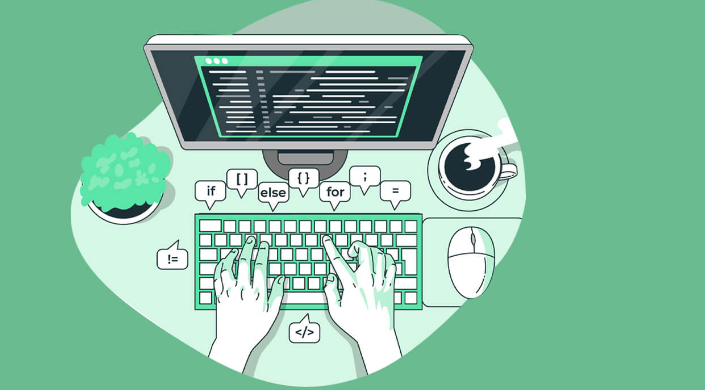 if
[ ]
else
{ }
for
;
=
!=
</>